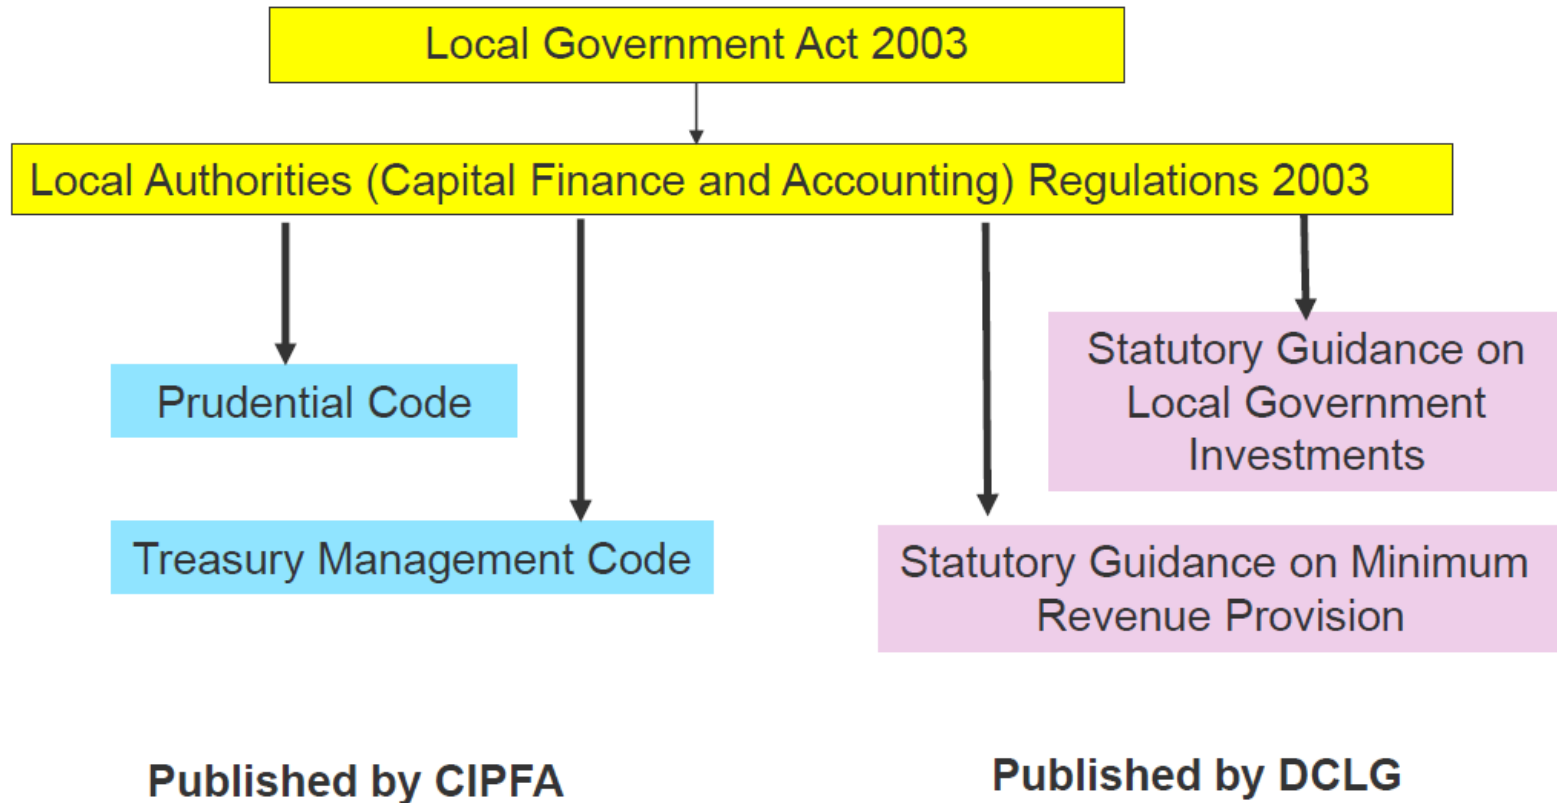 Local Government Act 2003
Local Authorities (Capital Finance and Accounting) Regulations 2003
Prudential Code
Treasury Management Code
Statutory Guidance on
Local Government
Investments
Statutory Guidance on Minimum
Revenue Provision
Published by CIPFA
Published by DCLG